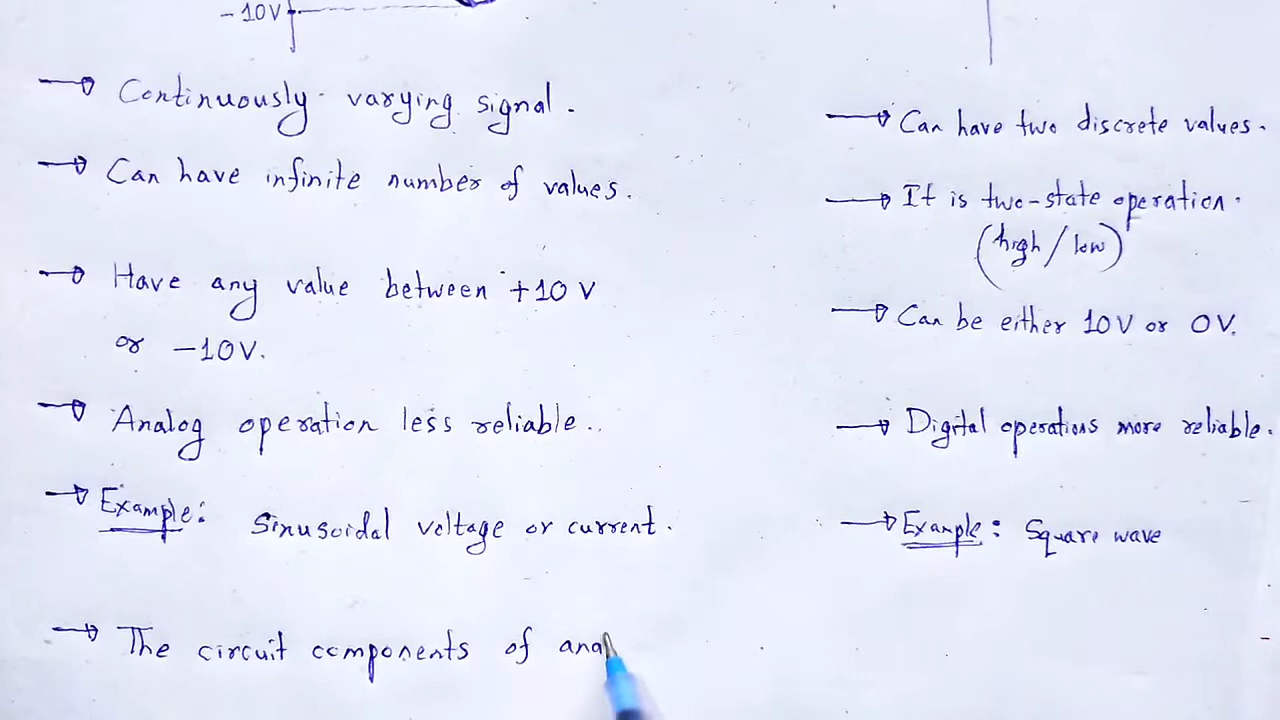 -10V
→ Continuously varying signal.
→ Can have infinite number of values.
→ Have any value between +10V
or -10V.
→ Analog operation less reliable..
→ Example: Sinusoidal voltage or current.
→ The circuit components of ana
→ Can have two discrete values.
→ It is two-state operation.
(high/low)
→ Can be either 10V or 0V.
→ Digital operations more reliable.
→ Example: Square wave